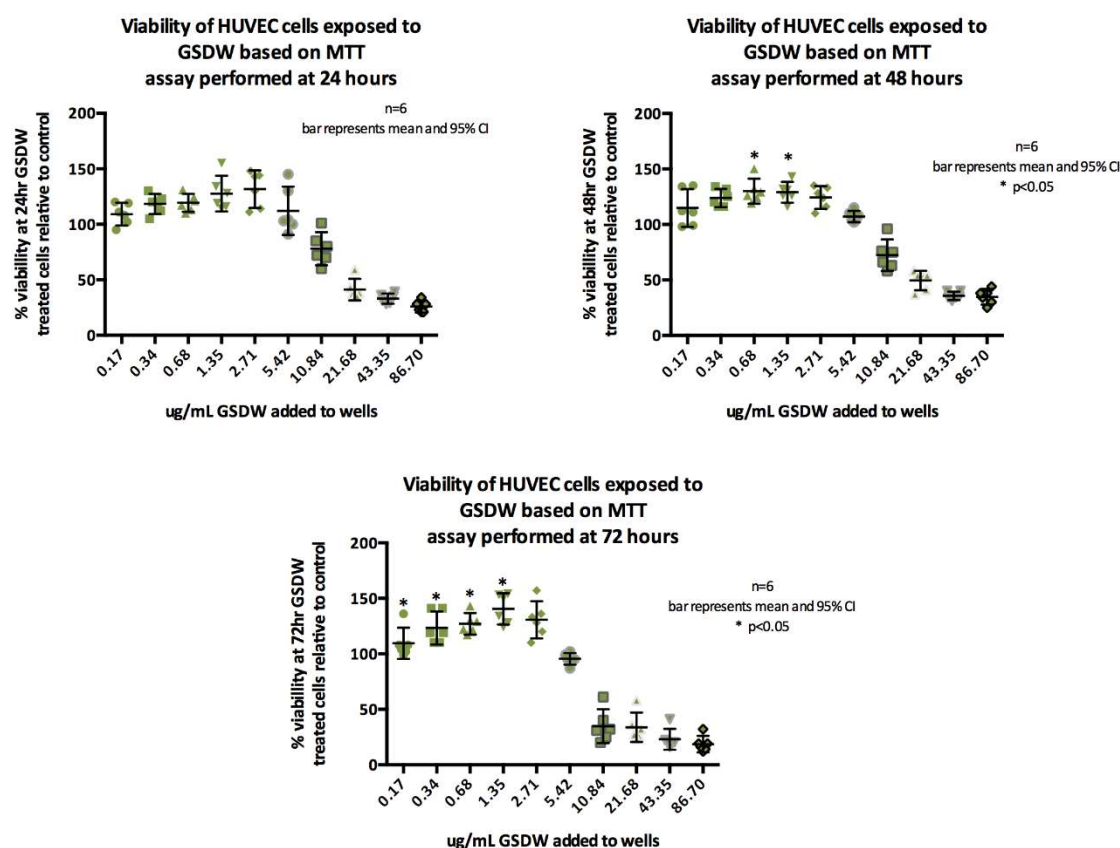 Viability of HUVEC cells exposed to
GSDW based on MTT
assay performed at 24 hours
n=6
bar represents mean and 95% CI
% viabillity at 24hr GSDW
treated cells relative to control
200
150
100
50
0
0.17
0.34
0.68
1.35
2.71
5.42
10.84
21.68
43.35
86.70
ug/mL GSDW added to wells
Viability of HUVEC cells exposed to
GSDW based on MTT
assay performed at 48 hours
n=6
bar represents mean and 95% CI
* p<0.05
% viabillity at 48hr GSDW
treated cells relative to control
200
150
100
50
0
* *
0.17
0.34
0.68
1.35
2.71
5.42
10.84
21.68
43.35
86.70
ug/mL GSDW added to wells
Viability of HUVEC cells exposed to
GSDW based on MTT
assay performed at 72 hours
n=6
bar represents mean and 95% CI
* p<0.05
% viabillity at 72hr GSDW
treated cells relative to control
200
150
100
50
0
* * * *
0.17
0.34
0.68
1.35
2.71
5.42
10.84
21.68
43.35
86.70
ug/mL GSDW added to wells